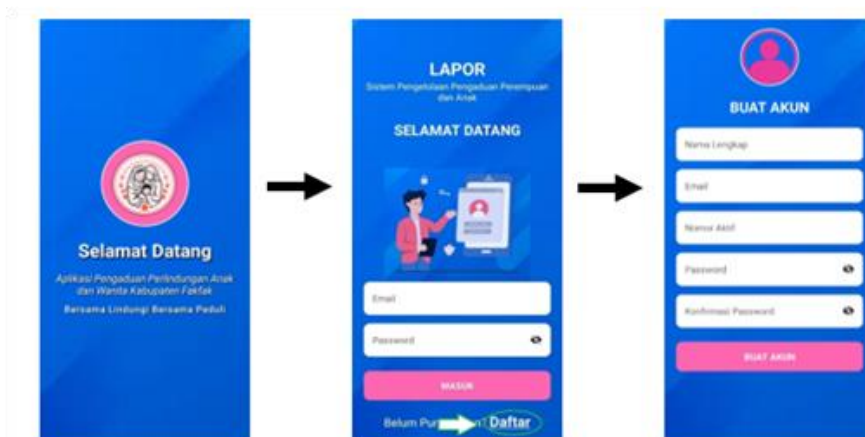 Selamat Datang
Aplikasi Pengaduan Perlindungan Anak
dan Wanita Kabupaten Fakfak
Bersama Lindungi Bersama Peduli
LAPOR
Sistem Pengelolaan Pengaduan Perempuan
dan Anak
SELAMAT DATANG
Email
Password
MASUK
Belum Daftar
BUAT AKUN
Nama Lengkap
Email
Nomor Aktif
Password
Konfirmasi Password
BUAT AKUN